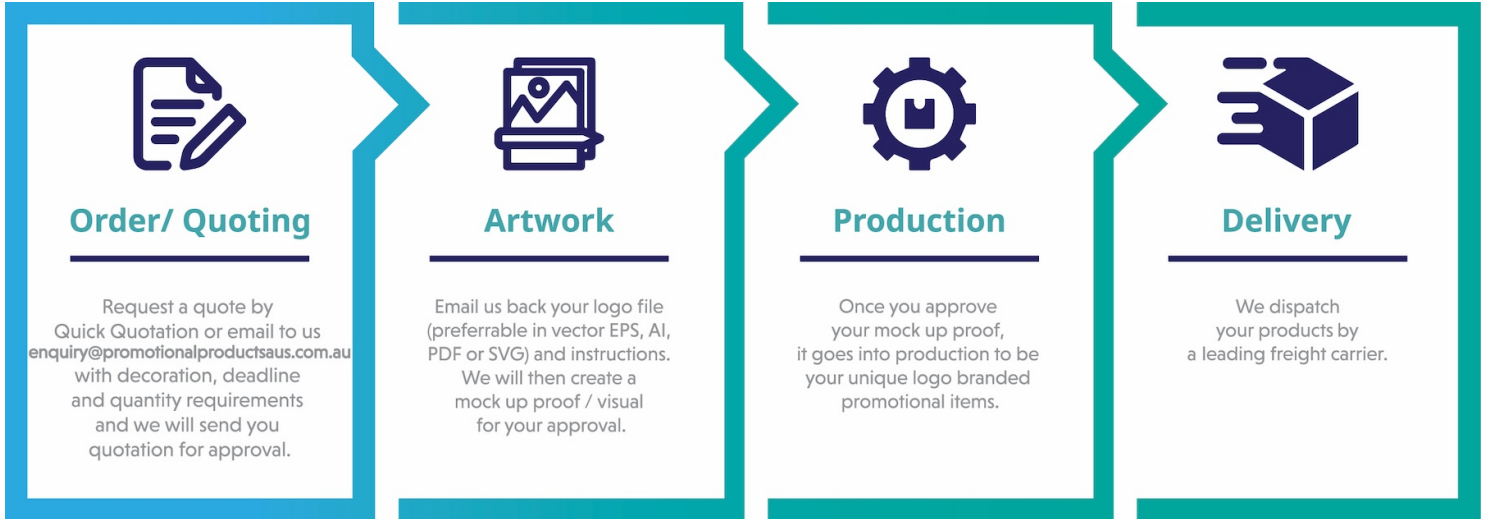 Order/ Quoting
Request a quote by
Quick Quotation or email to us
enquiry@promotionalproductsaus.com.au
with decoration, deadline
and quantity requirements
and we will send you
quotation for approval.
Artwork
Email us back your logo file
(preferrable in vector EPS, AI,
PDF or SVG) and instructions.
We will then create a
mock up proof / visual
for your approval.
Production
Once you approve
your mock up proof,
it goes into production to be
your unique logo branded
promotional items.
Delivery
We dispatch
your products by
a leading freight carrier.